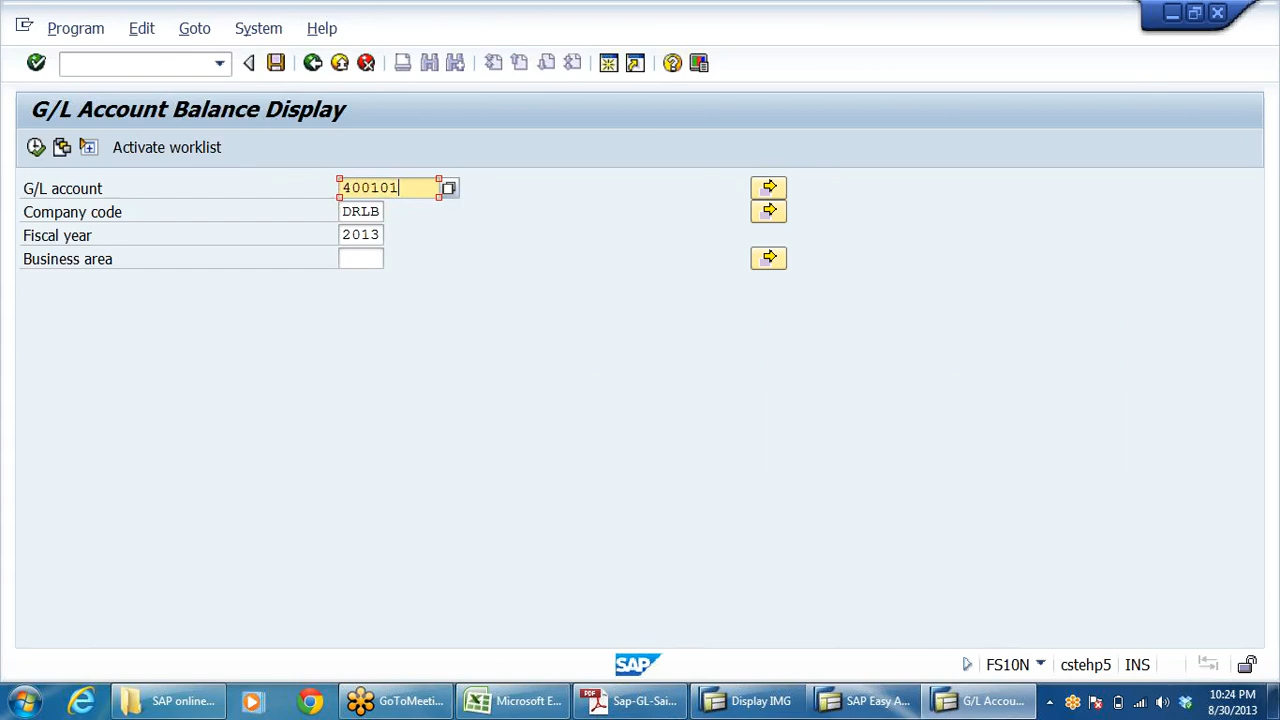 Program Edit Goto System Help
G/L Account Balance Display
Activate worklist
G/L account 400101
Company code DRLB
Fiscal year 2013
Business area
SAP FS10N cstehp5 INS
SAP online... GoToMeeti... Microsoft E... Sap-GL-Sai... Display IMG SAP Easy A... G/L Accou... 10:24 PM
8/30/2013